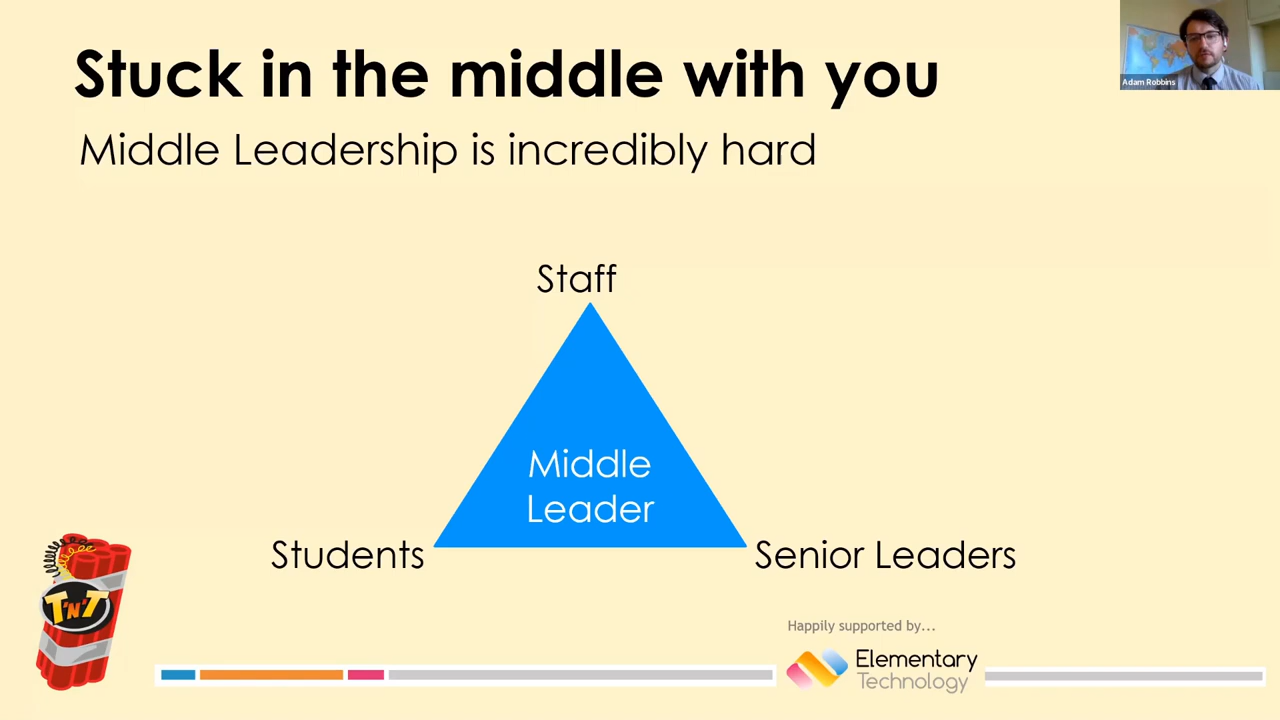 Stuck in the middle with you
Adam Robbins
Middle Leadership is incredibly hard
Staff
Middle
Leader
Students
Senior Leaders
T'N'T
Happily supported by...
Elementary
Technology